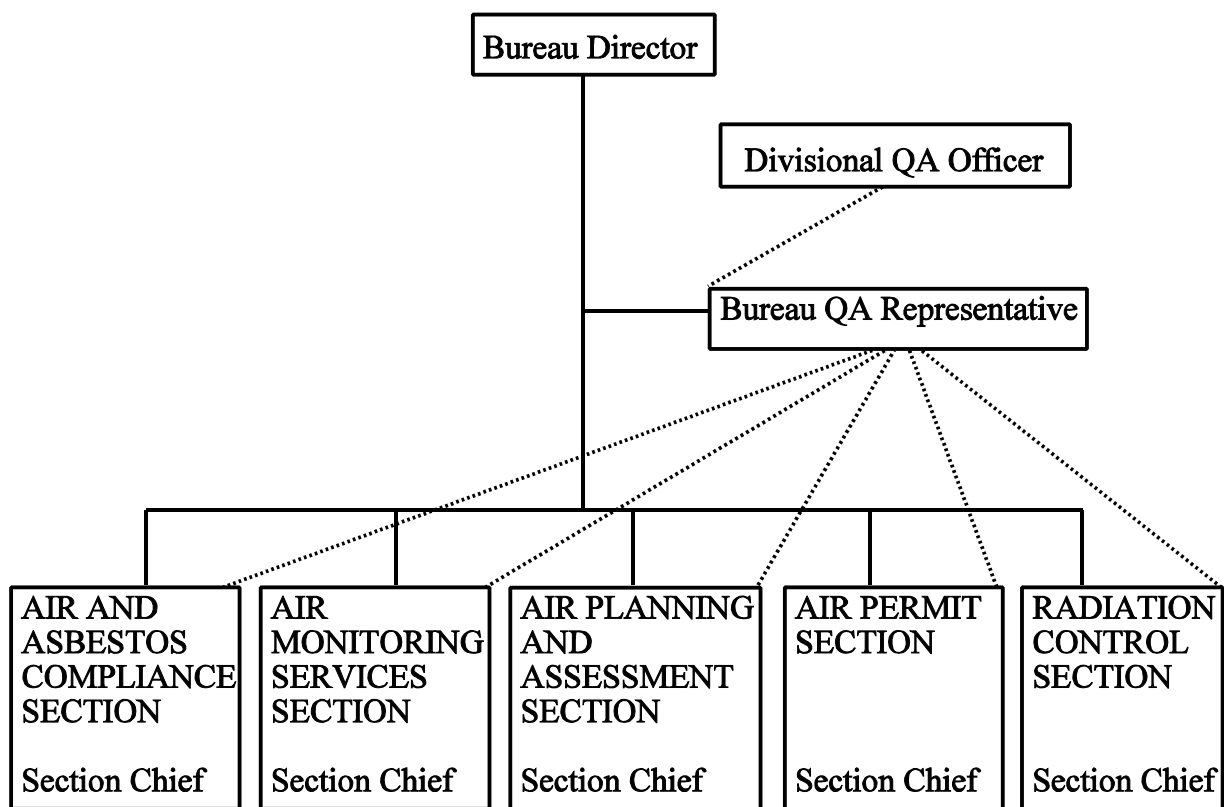 Bureau Director
Divisional QA Officer
Bureau QA Representative
AIR AND
ASBESTOS
COMPLIANCE
SECTION
Section Chief
AIR
MONITORING
SERVICES
SECTION
Section Chief
AIR PLANNING
AND
ASSESSMENT
SECTION
Section Chief
AIR PERMIT
SECTION
Section Chief
RADIATION
CONTROL
SECTION
Section Chief